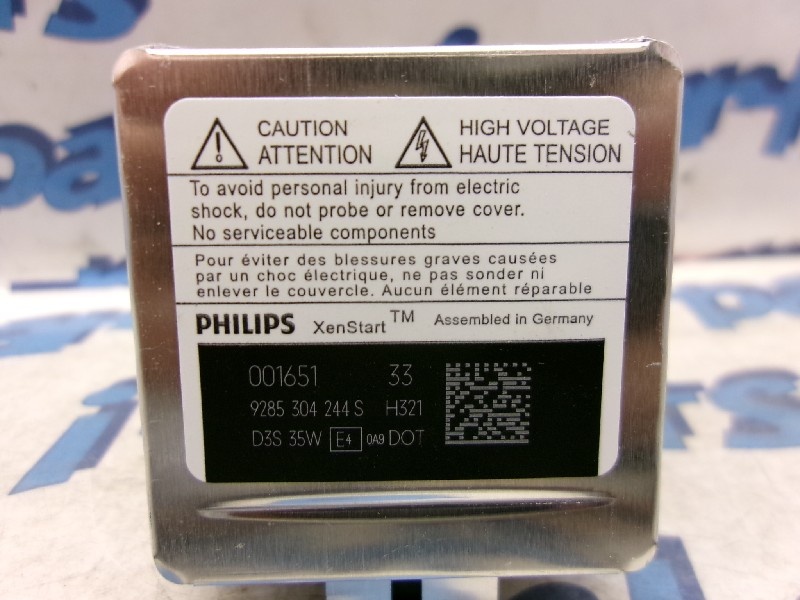 CAUTION
ATTENTION
HIGH VOLTAGE
HAUTE TENSION
To avoid personal injury from electric
shock, do not probe or remove cover.
No serviceable components
Pour éviter des blessures graves causées
par un choc électrique, ne pas sonder ni
enlever le couvercle. Aucun élément réparable
PHILIPS XenStart™ Assembled in Germany
001651 33
9285 304 244 S H321
D3S 35W E4 0A9 DOT